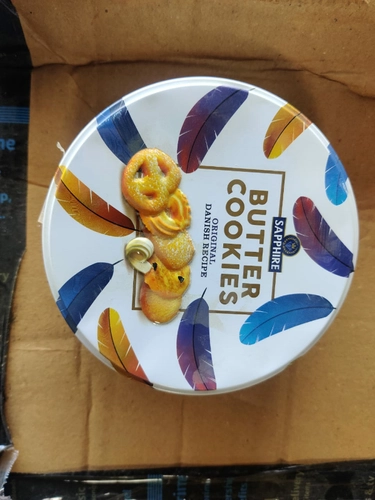 SAPPHIRE
BUTTER
COOKIES
ORIGINAL
DANISH RECIPE